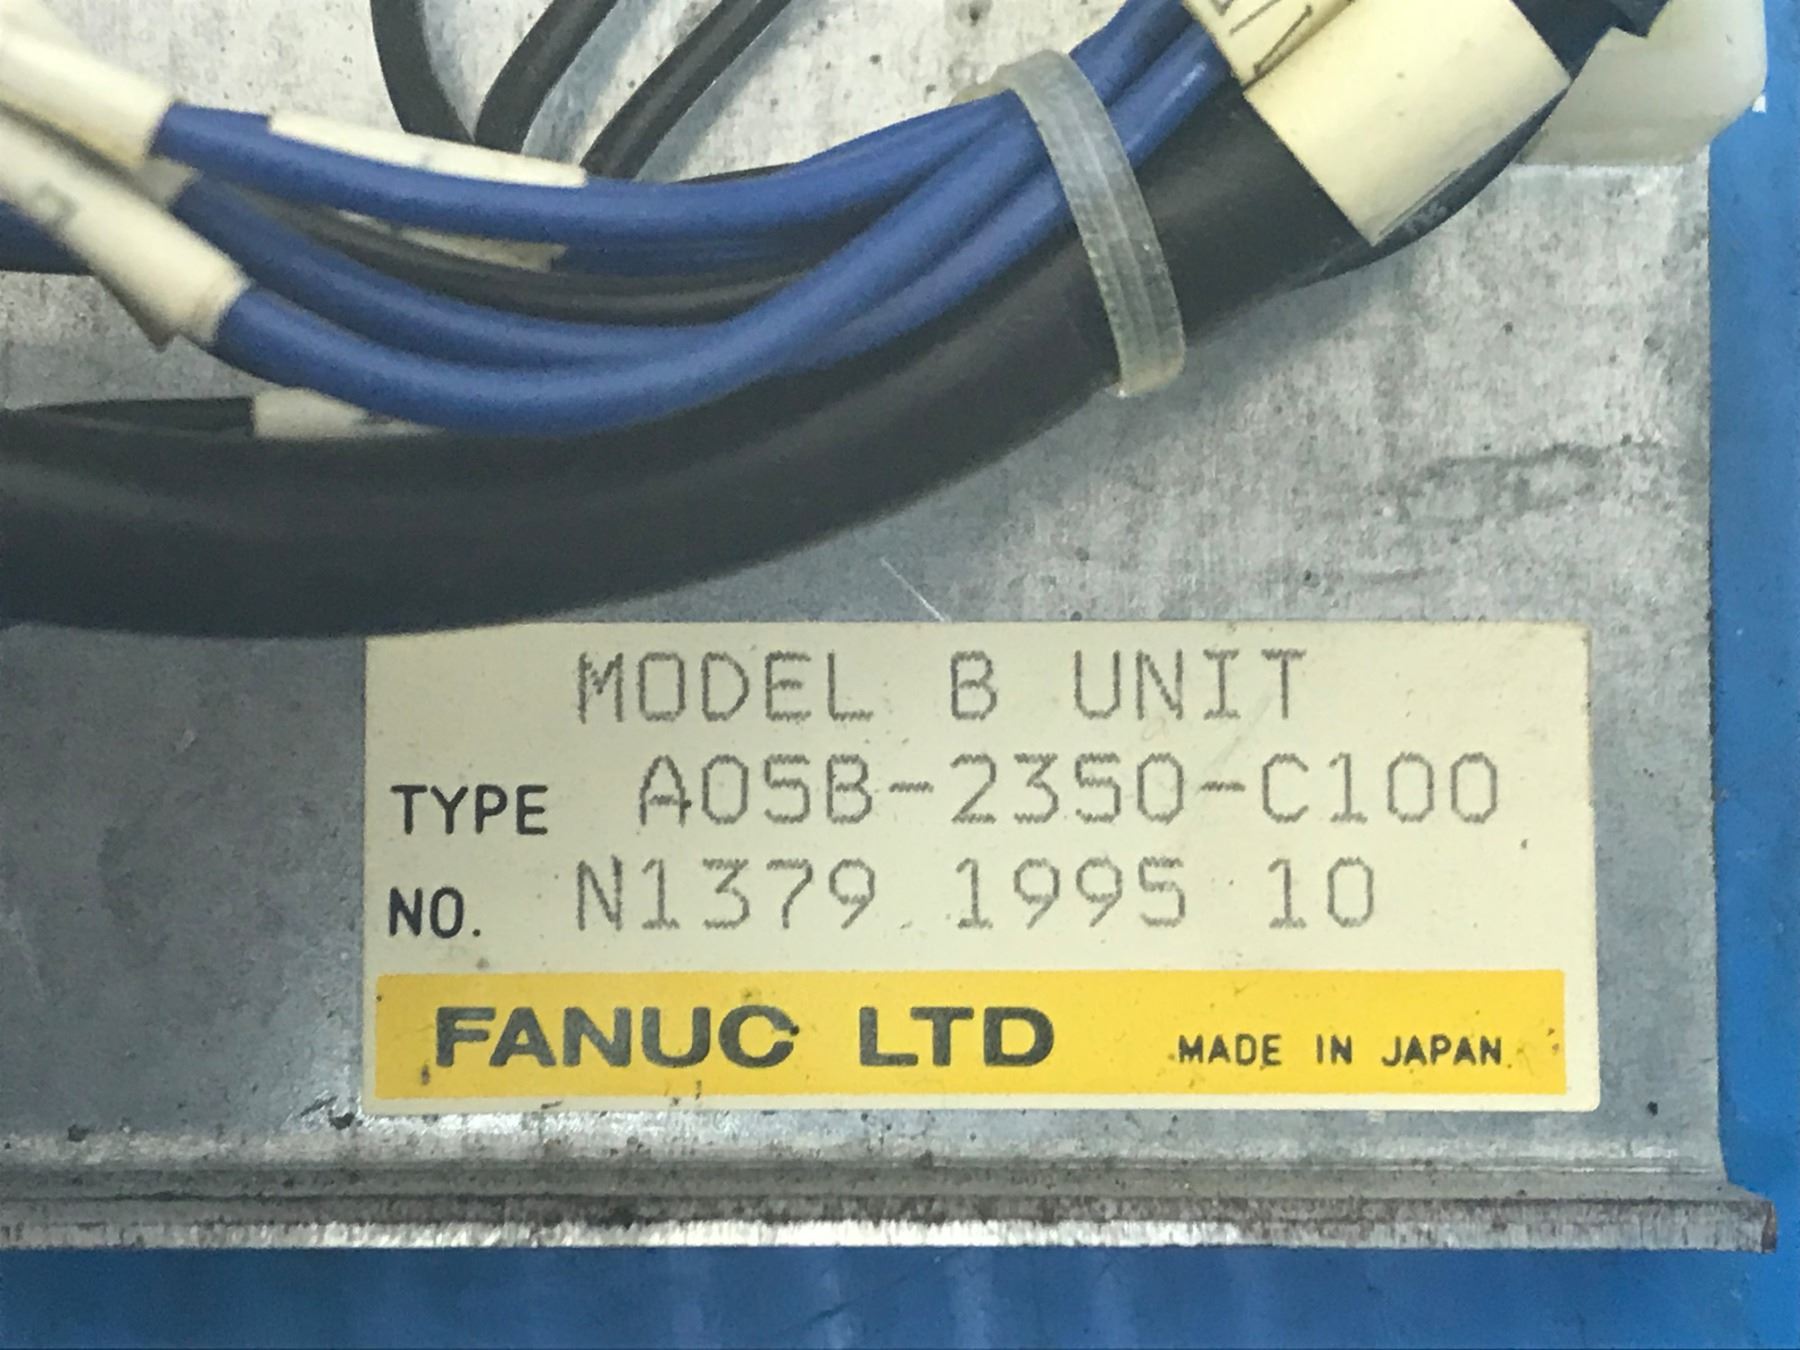 MODEL B UNIT
TYPE A05B-2350-C100
NO. N1379 1995 10
FANUC LTD MADE IN JAPAN